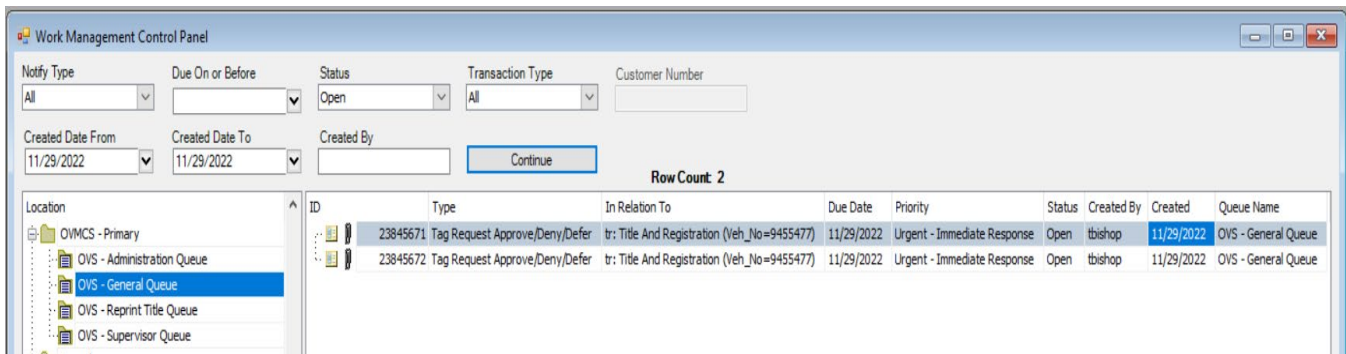 Work Management Control Panel
Notify Type Due On or Before Status Transaction Type Customer Number
All Open All
Created Date From Created Date To Created By
11/29/2022 11/29/2022 Continue
Row Count: 2
Location ID Type In Relation To Due Date Priority Status Created By Created Queue Name
OVMCS - Primary 23845671 Tag Request Approve/Deny/Defer tr: Title And Registration (Veh_No=9455477) 11/29/2022 Urgent - Immediate Response Open tbishop 11/29/2022 OVS - General Queue
OVS - Administration Queue 23845672 Tag Request Approve/Deny/Defer tr: Title And Registration (Veh_No=9455477) 11/29/2022 Urgent - Immediate Response Open tbishop 11/29/2022 OVS - General Queue
OVS - General Queue
OVS - Reprint Title Queue
OVS - Supervisor Queue